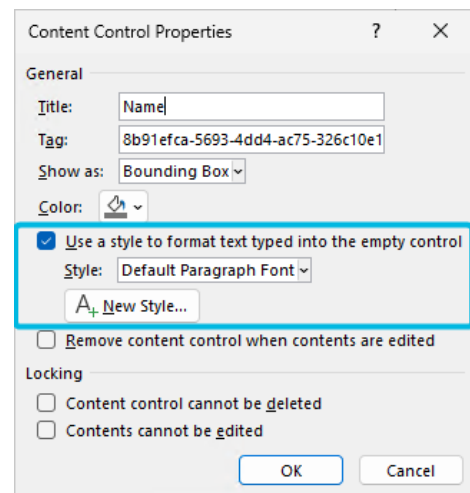 Content Control Properties ?
General
Title: Name
Tag: 8b91efca-5693-4dd4-ac75-326c10e1
Show as: Bounding Box
Color:
Use a style to format text typed into the empty control
Style: Default Paragraph Font
A+ New Style...
Remove content control when contents are edited
Locking
Content control cannot be deleted
Contents cannot be edited
OK Cancel